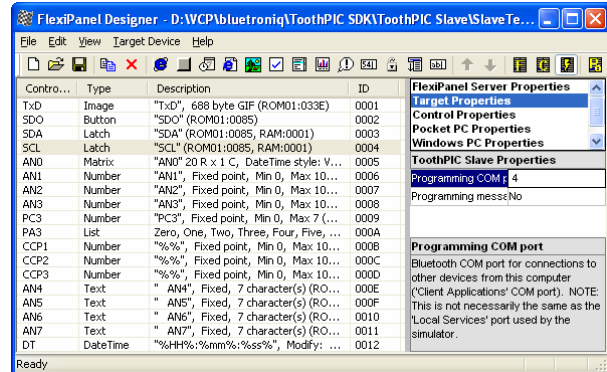 FlexiPanel Designer - D:\VCP\bluetroniq\ToothPIC SDK\ToothPIC Slave\SlaveTe...
File Edit View Target Device Help
Contro... Type Description ID
TxD Image "TxD", 688 byte GIF (ROM01:033E) 0001
SDO Button "SDO" (ROM01:0085) 0002
SDA Latch "SDA" (ROM01:0085, RAM:0001) 0003
SCL Latch "SCL" (ROM01:0085, RAM:0001) 0004
AN0 Matrix "AN0" 20 R x 1 C, DateTime style: V... 0005
AN1 Number "AN1", Fixed point, Min 0, Max 10... 0006
AN2 Number "AN2", Fixed point, Min 0, Max 10... 0007
AN3 Number "AN3", Fixed point, Min 0, Max 10... 0008
PC3 Number "PC3", Fixed point, Min 0, Max 7 (... 0009
PA3 List Zero, One, Two, Three, Four, Five, ... 000A
CCP1 Number "%%", Fixed point, Min 0, Max 10... 000B
CCP2 Number "%%", Fixed point, Min 0, Max 10... 000C
CCP3 Number "%%", Fixed point, Min 0, Max 10... 000D
AN4 Text " AN4", Fixed, 7 character(s) (RO... 000E
AN5 Text " AN5", Fixed, 7 character(s) (RO... 000F
AN6 Text " AN6", Fixed, 7 character(s) (RO... 0010
AN7 Text " AN7", Fixed, 7 character(s) (RO... 0011
DT DateTime "%HH%:%mm%:%ss%", Modify: ... 0012
FlexiPanel Server Properties
Target Properties
Control Properties
Pocket PC Properties
Windows PC Properties
ToothPIC Slave Properties
Programming COM p 4
Programming messa No
Programming COM port
Bluetooth COM port for connections to
other devices from this computer
('Client Applications' COM port). NOTE:
This is not necessarily the same as the
'Local Services' port used by the
simulator.
Ready